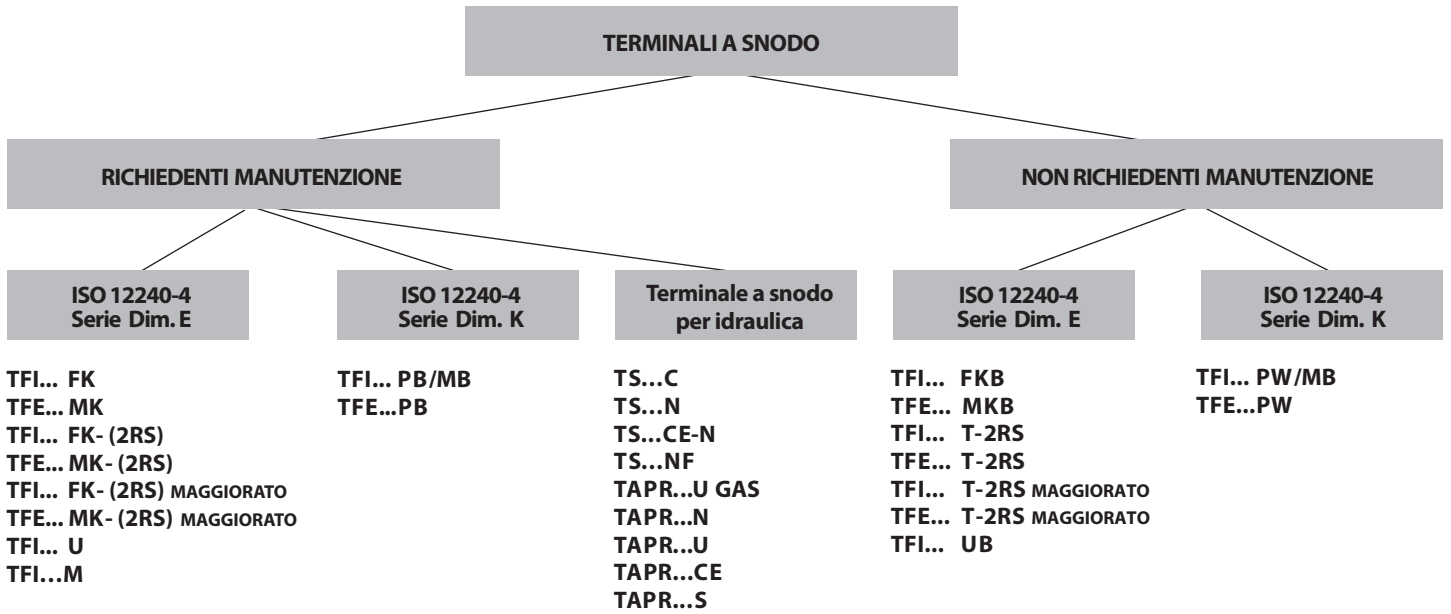 TERMINALI A SNODO
RICHIEDENTI MANUTENZIONE
NON RICHIEDENTI MANUTENZIONE
ISO 12240-4
Serie Dim. E
ISO 12240-4
Serie Dim. K
Terminale a snodo
per idraulica
ISO 12240-4
Serie Dim. E
ISO 12240-4
Serie Dim. K
TFI... FK
TFE... MK
TFI... FK- (2RS)
TFE... MK- (2RS)
TFI... FK- (2RS) MAGGIORATO
TFE... MK- (2RS) MAGGIORATO
TFI... U
TFI...M
TFI... PB/MB
TFE...PB
TS...C
TS...N
TS...CE-N
TS...NF
TAPR...U GAS
TAPR...N
TAPR...U
TAPR...CE
TAPR...S
TFI... FKB
TFE... MKB
TFI... T-2RS
TFE... T-2RS
TFI... T-2RS MAGGIORATO
TFE... T-2RS MAGGIORATO
TFI... UB
TFI... PW/MB
TFE...PW